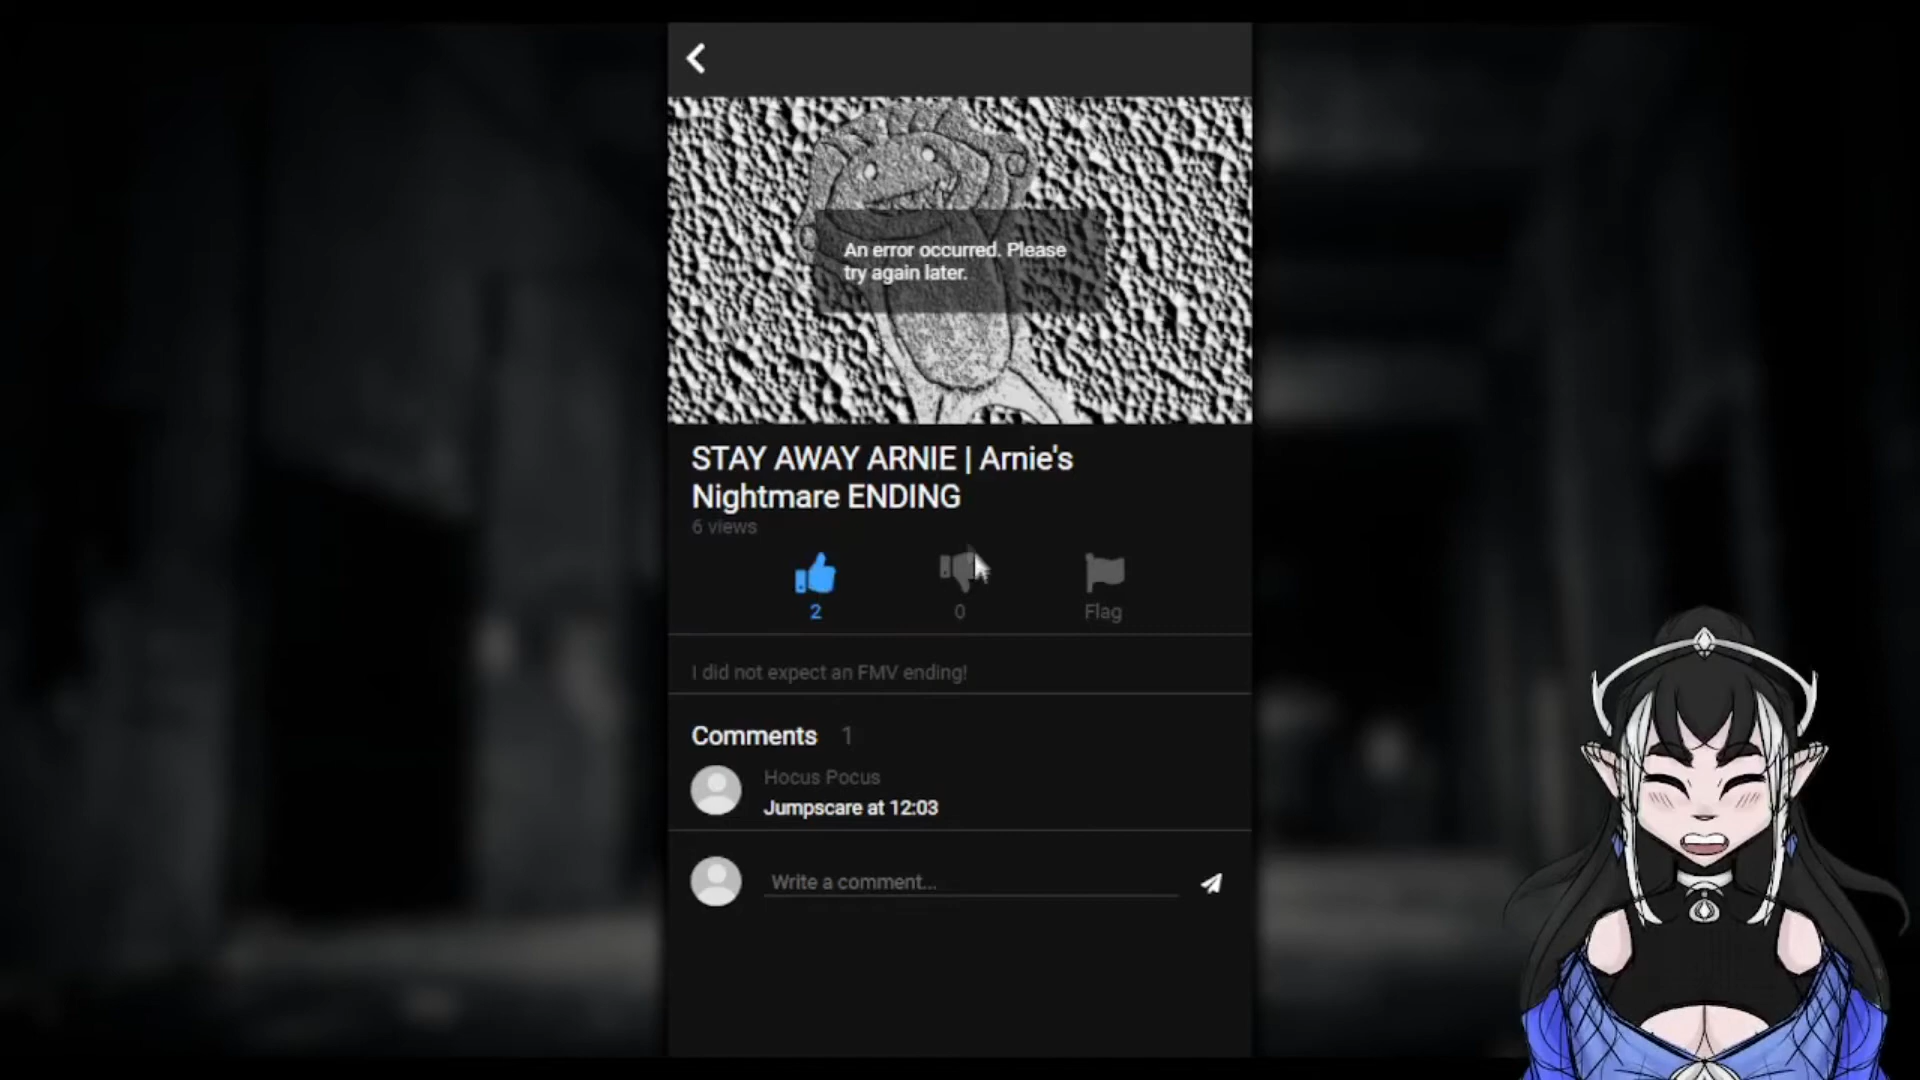 An error occurred. Please
try again later.
STAY AWAY ARNIE | Arnie's
Nightmare ENDING
6 views
2
0
Flag
I did not expect an FMV ending!
Comments 1
Hocus Pocus
Jumpscare at 12:03
Write a comment...